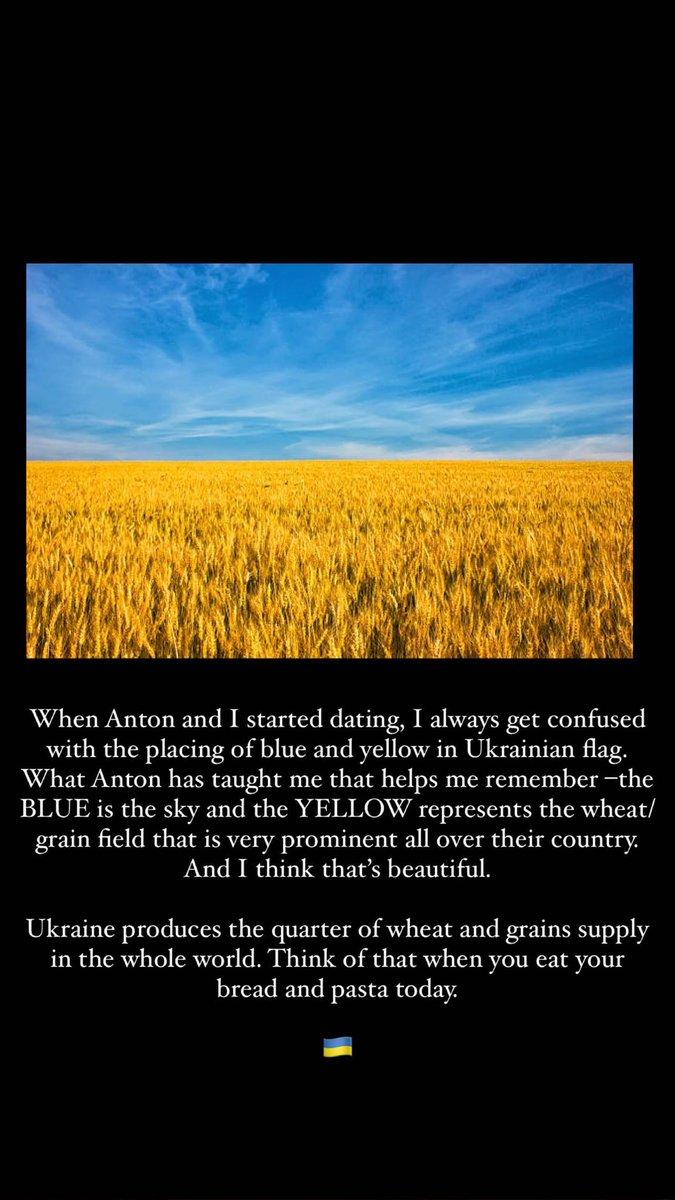 When Anton and I started dating, I always get confused
with the placing of blue and yellow in Ukrainian flag.
What Anton has taught me that helps me remember –the
BLUE is the sky and the YELLOW represents the wheat/
grain field that is very prominent all over their country.
And I think that’s beautiful.
Ukraine produces the quarter of wheat and grains supply
in the whole world. Think of that when you eat your
bread and pasta today.
🇺🇦